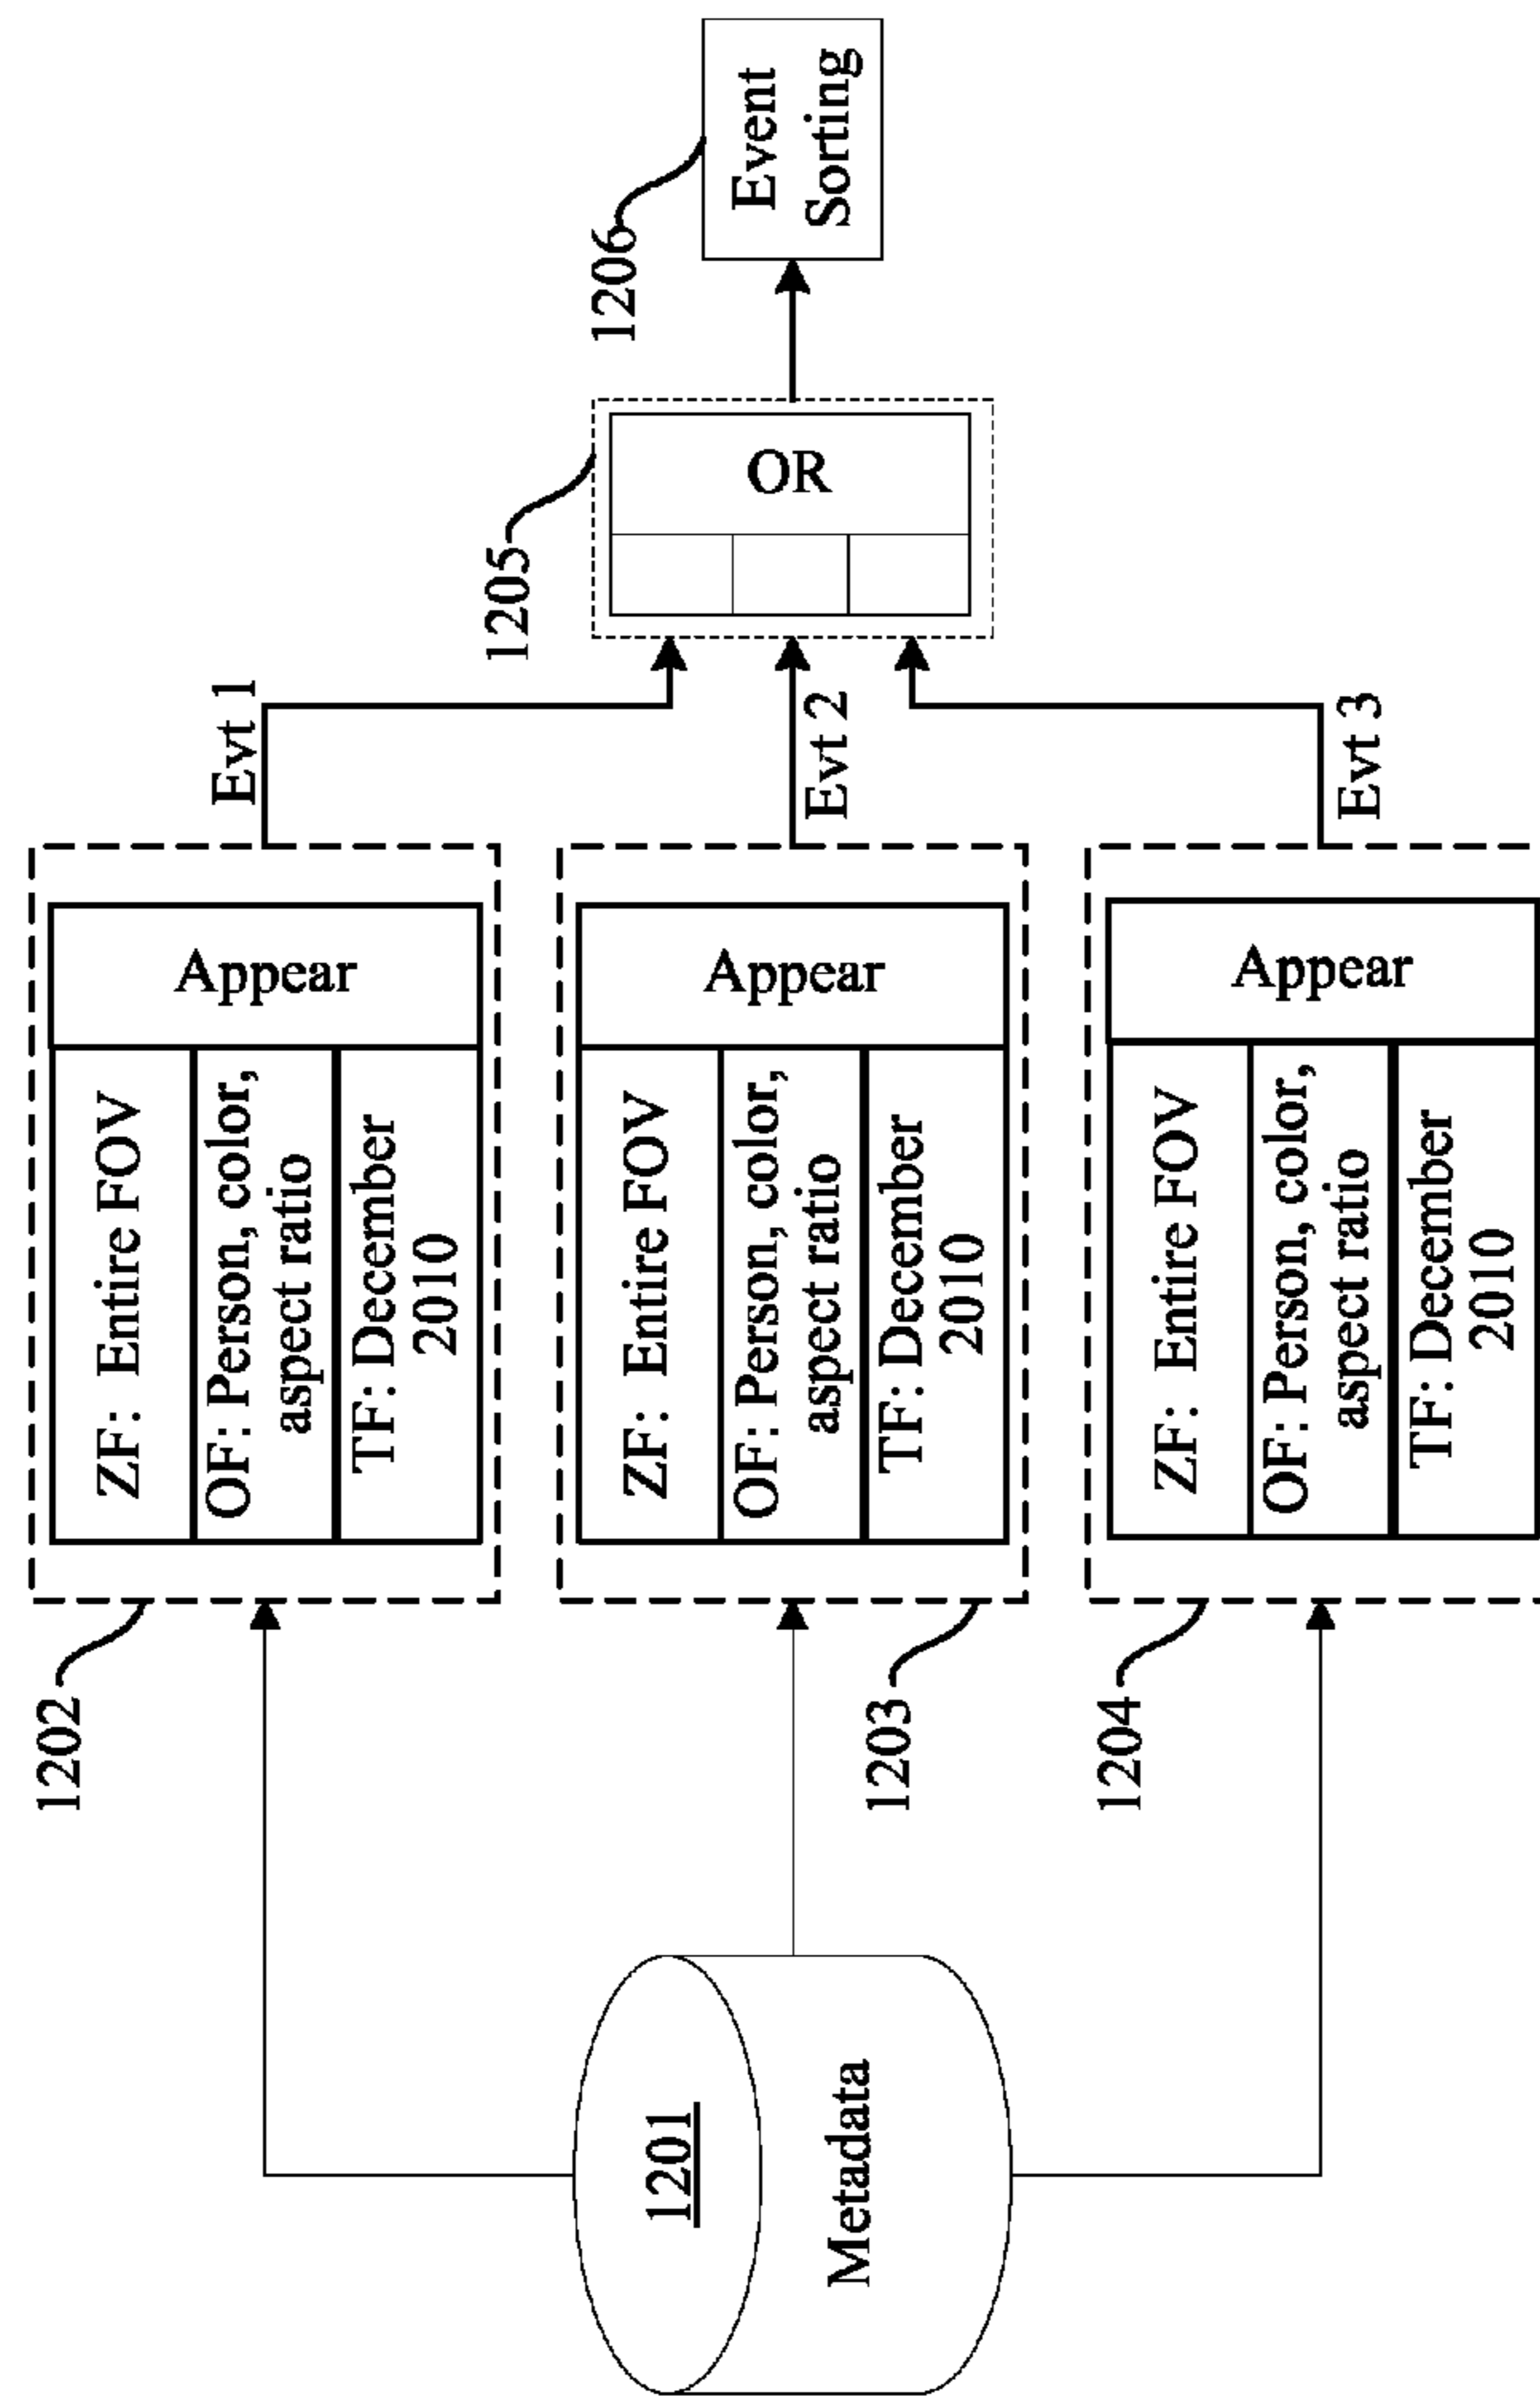 1201
Metadata
1202
ZF: Entire FOV
OF: Person, color,
aspect ratio
TF: December
2010
Appear
Evt 1
1203
ZF: Entire FOV
OF: Person, color,
aspect ratio
TF: December
2010
Appear
Evt 2
1204
ZF: Entire FOV
OF: Person, color,
aspect ratio
TF: December
2010
Appear
Evt 3
1205
OR
1206
Event
Sorting